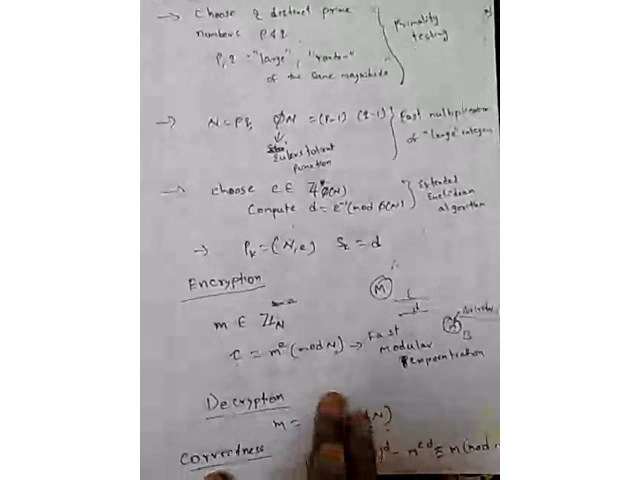 → Choose 2 distinct prime
numbers P & q
P, q = "large", "random"
of the same magnitude
Primality
testing
→ N = Pq, ϕN = (P-1) (q-1)
Euler's totient
function
Fast multiplication
of "large" integers
→ choose e ∈ Z*ϕ(N)
Compute d = e⁻¹ (mod ϕ(N))
Extended
Euclidean
algorithm
→ Pk = (N, e) Sk = d
Encryption
M
m ∈ ZN
B
c = mᵉ (mod N) → Fast
Modular
Decryption
m =
N)
Correctness
d = m^ed ≡ m (mod